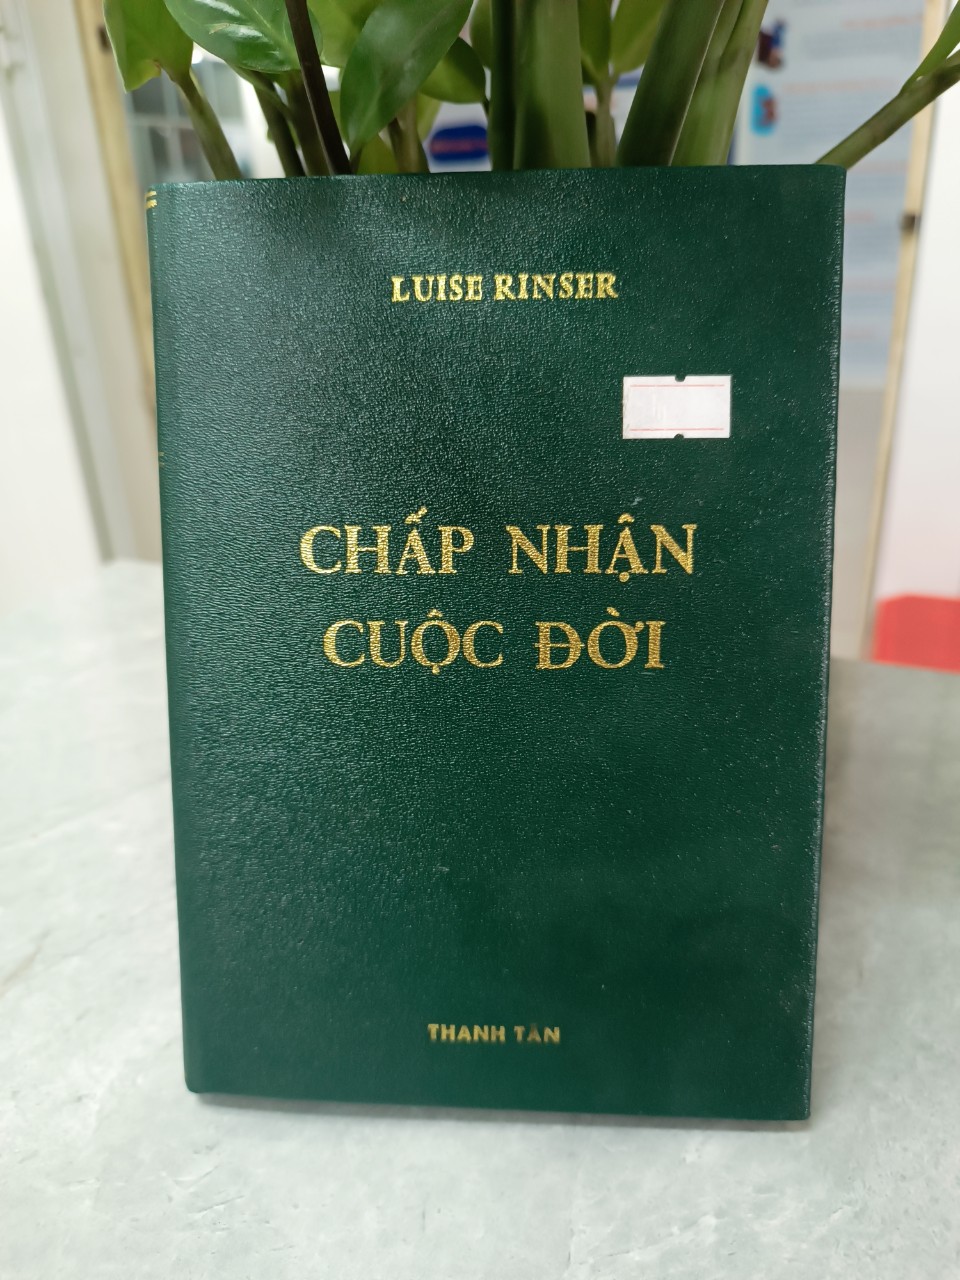 LUISE RINSER
CHẤP NHẬN
CUỘC ĐỜI
THANH TÂN